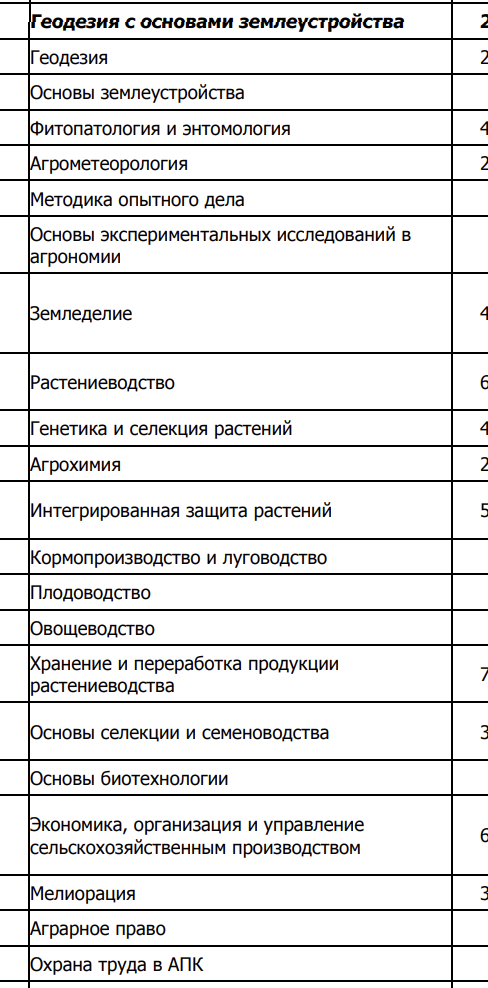 Геодезия с основами землеустройства 2
Геодезия 2
Основы землеустройства
Фитопатология и энтомология 4
Агрометеорология 2
Методика опытного дела
Основы экспериментальных исследований в
агрономии
Земледелие 4
Растениеводство 6
Генетика и селекция растений 4
Агрохимия 2
Интегрированная защита растений 5
Кормопроизводство и луговодство
Плодоводство
Овощеводство
Хранение и переработка продукции
растениеводства 7
Основы селекции и семеноводства 3
Основы биотехнологии
Экономика, организация и управление
сельскохозяйственным производством 6
Мелиорация 3
Аграрное право
Охрана труда в АПК